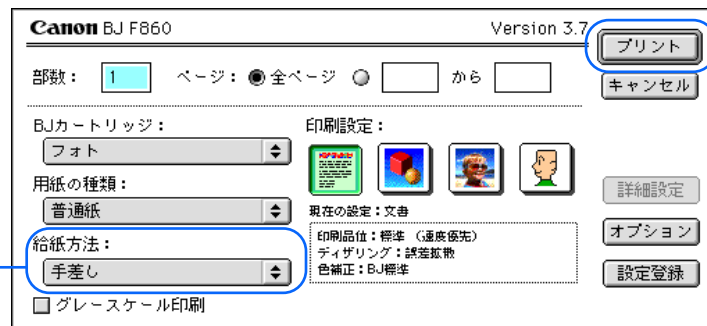 Canon BJ F860 Version 3.7
プリント
部数： 1 ページ： 全ページ から
キャンセル
BJカートリッジ：
フォト
用紙の種類：
普通紙
給紙方法：
手差し
グレースケール印刷
印刷設定：
現在の設定：文書
印刷品位：標準 （速度優先）
ディザリング：誤差拡散
色補正：BJ標準
詳細設定
オプション
設定登録